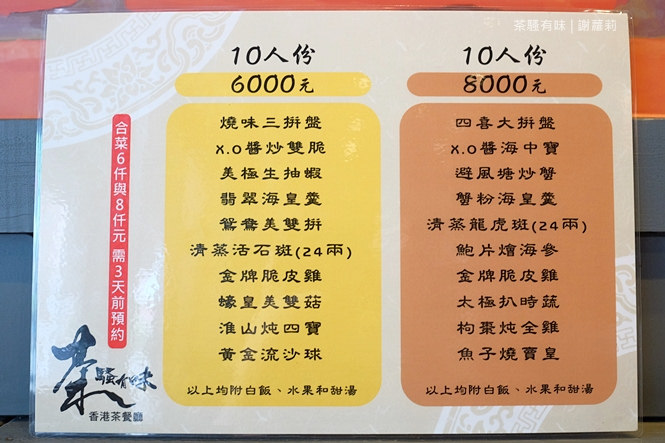 茶騷有味 | 謝蘿莉
10人份
6000元
燒味三拼盤
X.O醬炒雙脆
美極生抽蝦
翡翠海皇羹
鴛鴦美雙拼
清蒸活石斑(24兩)
金牌脆皮雞
蠔皇美雙菇
淮山炖四寶
黃金流沙球
以上均附白飯、水果和甜湯
10人份
8000元
四喜大拼盤
X.O醬海中寶
避風塘炒蟹
蟹粉海皇羹
清蒸龍虎斑(24兩)
鮑片燴海參
金牌脆皮雞
太極扒時蔬
枸棗炖全雞
魚子燒賣皇
以上均附白飯、水果和甜湯
合菜6仟與8仟元 需3天前預約
茶騷有味
香港茶餐廳